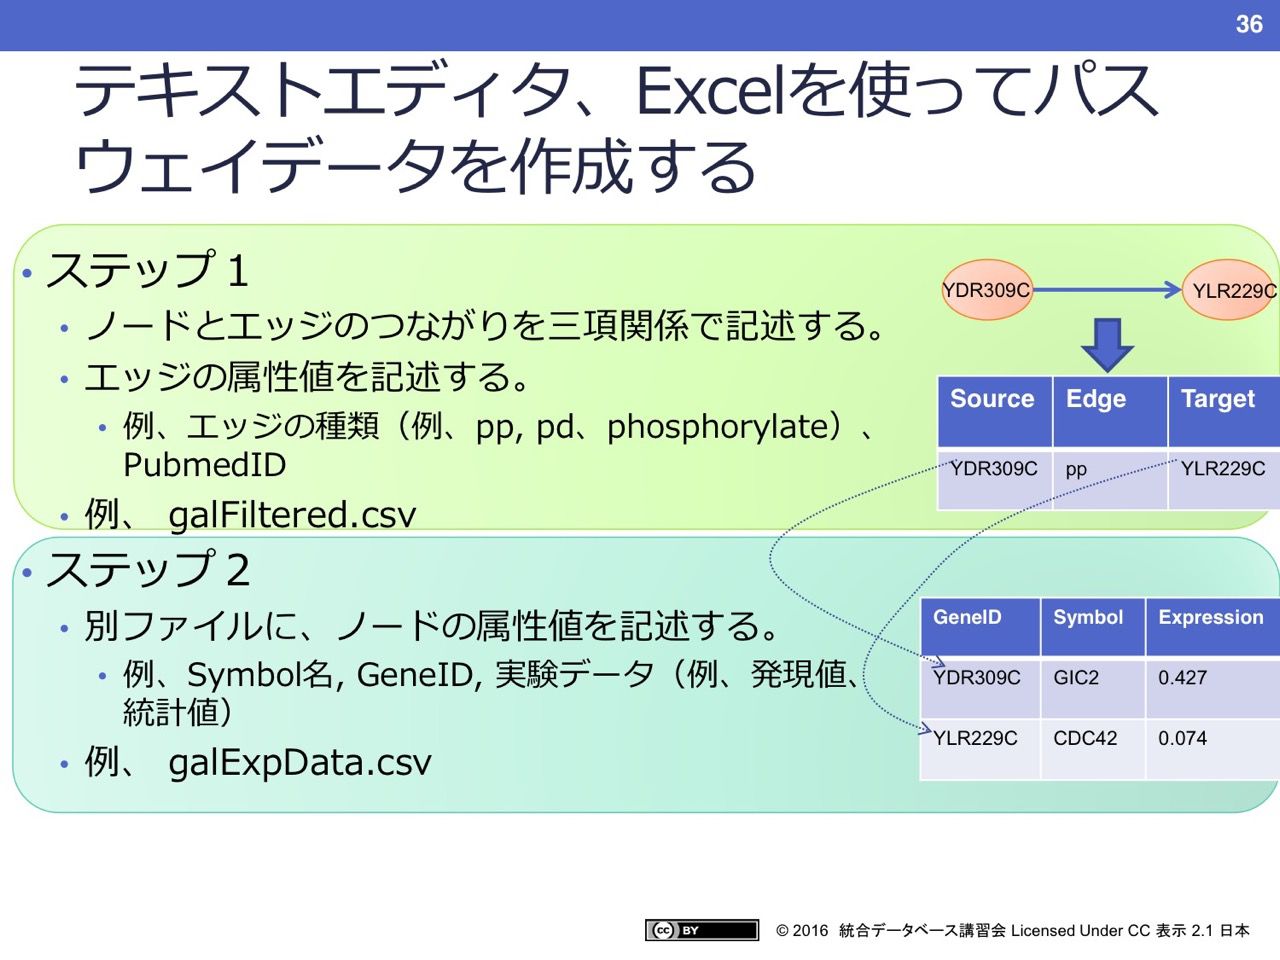 36
テキストエディタ、Excelを使ってパス
ウェイデータを作成する
• ステップ１
• ノードとエッジのつながりを三項関係で記述する。
• エッジの属性値を記述する。
• 例、エッジの種類（例、pp, pd、phosphorylate）、
PubmedID
• 例、 galFiltered.csv
YDR309C YLR229C
Source Edge Target
YDR309C pp YLR229C
• ステップ２
• 別ファイルに、ノードの属性値を記述する。
• 例、Symbol名, GeneID, 実験データ（例、発現値、
統計値）
• 例、 galExpData.csv
GeneID Symbol Expression
YDR309C GIC2 0.427
YLR229C CDC42 0.074
cc BY
© 2016 統合データベース講習会 Licensed Under CC 表示 2.1 日本